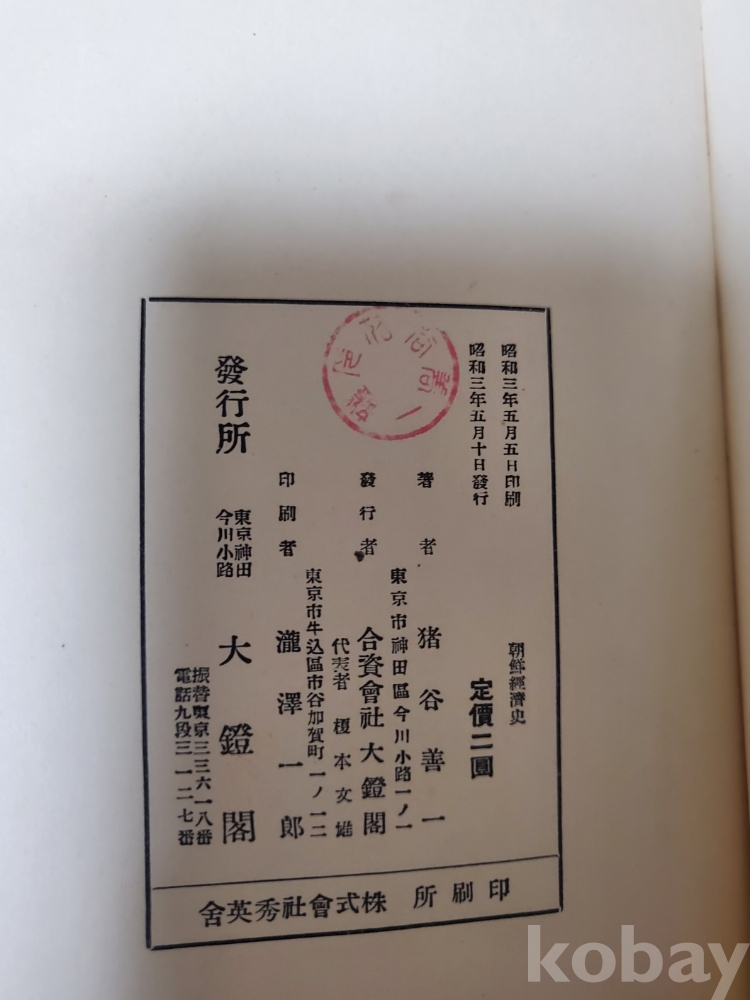 昭和三年五月五日印刷
昭和三年五月十日發行
朝鮮經濟史
定價二圓
著者 猪谷善一
東京市神田區今川小路一ノ一
發行者 合資會社大鐙閣
代表者 榎本文雄
東京市牛込區市谷加賀町一ノ一二
印刷者 瀧澤一郎
發行所 東京神田今川小路 大鐙閣
振替東京三三六一八番
電話九段三一二七番
印刷所 株式會社秀英舍
kobay